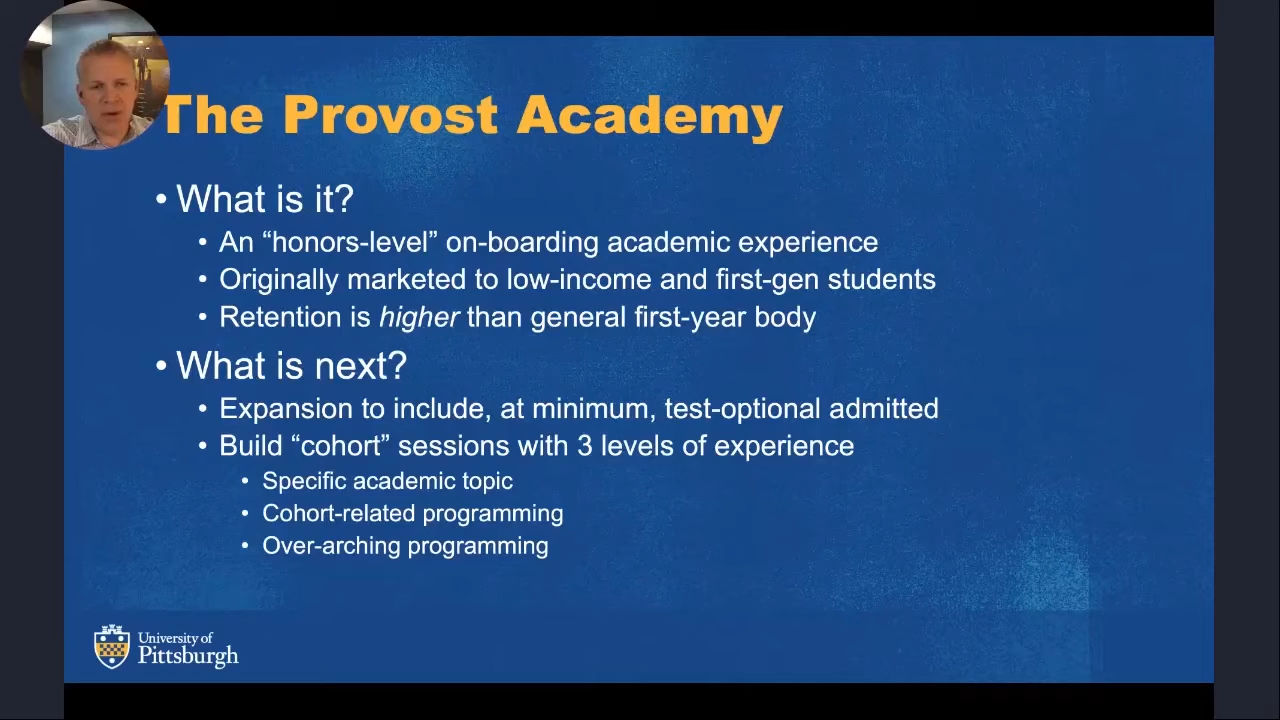 The Provost Academy
• What is it?
• An “honors-level” on-boarding academic experience
• Originally marketed to low-income and first-gen students
• Retention is higher than general first-year body
• What is next?
• Expansion to include, at minimum, test-optional admitted
• Build “cohort” sessions with 3 levels of experience
• Specific academic topic
• Cohort-related programming
• Over-arching programming
University of
Pittsburgh